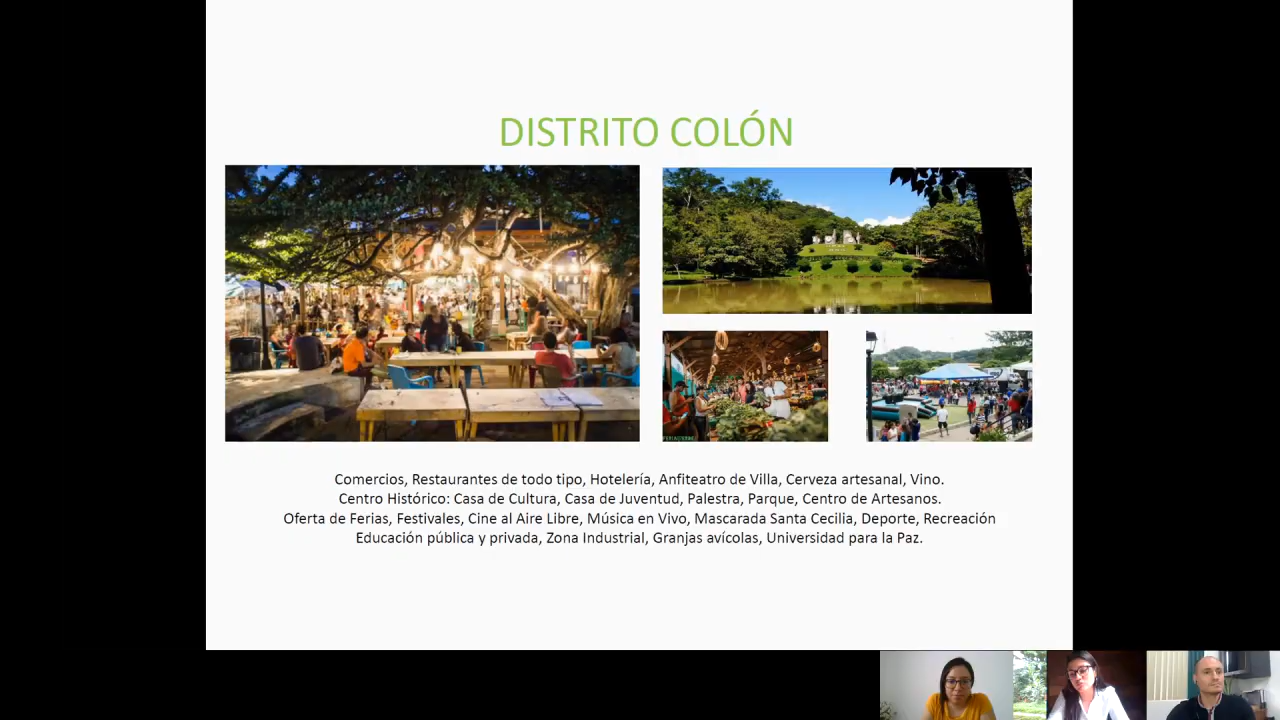 DISTRITO COLÓN
Comercios, Restaurantes de todo tipo, Hotelería, Anfiteatro de Villa, Cerveza artesanal, Vino.
Centro Histórico: Casa de Cultura, Casa de Juventud, Palestra, Parque, Centro de Artesanos.
Oferta de Ferias, Festivales, Cine al Aire Libre, Música en Vivo, Mascarada Santa Cecilia, Deporte, Recreación
Educación pública y privada, Zona Industrial, Granjas avícolas, Universidad para la Paz.